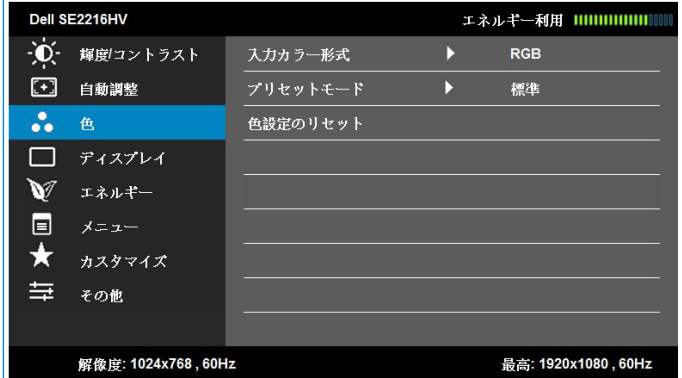 Dell SE2216HV エネルギー利用
輝度/コントラスト 入力カラー形式 RGB
自動調整 プリセットモード 標準
色 色設定のリセット
ディスプレイ
エネルギー
メニュー
カスタマイズ
その他
解像度: 1024x768 , 60Hz 最高: 1920x1080 , 60Hz